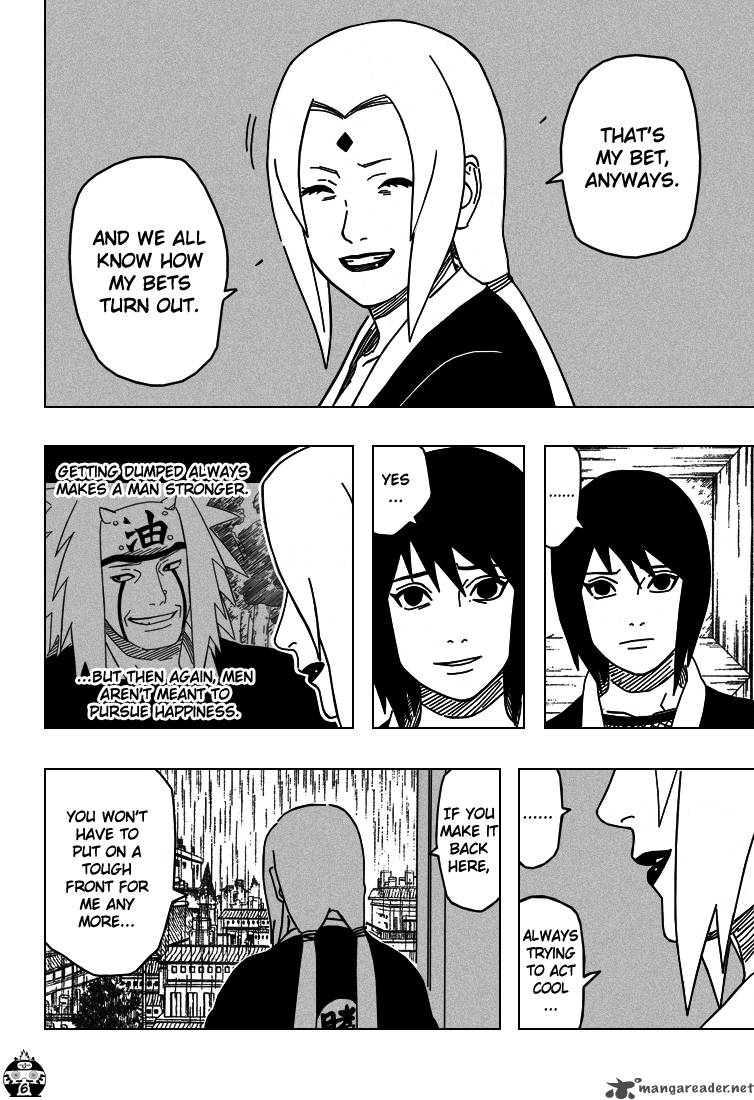 THAT'S
MY BET,
ANYWAYS.
AND WE ALL
KNOW HOW
MY BETS
TURN OUT.
.......
YES
...
GETTING DUMPED ALWAYS
MAKES A MAN STRONGER.
油
...BUT THEN AGAIN, MEN
AREN'T MEANT TO
PURSUE HAPPINESS.
.......
ALWAYS
TRYING
TO ACT
COOL
...
IF YOU
MAKE IT
BACK
HERE,
YOU WON'T
HAVE TO
PUT ON A
TOUGH
FRONT FOR
ME ANY
MORE...
勝
6
mangareader.net